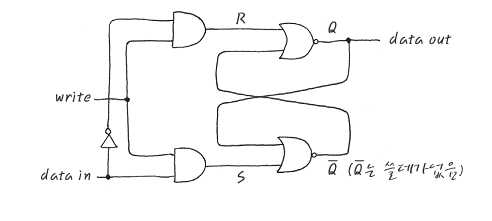 R
Q
data out
write
data in
S
Q̅ (Q̅는 쓸데가 없음)